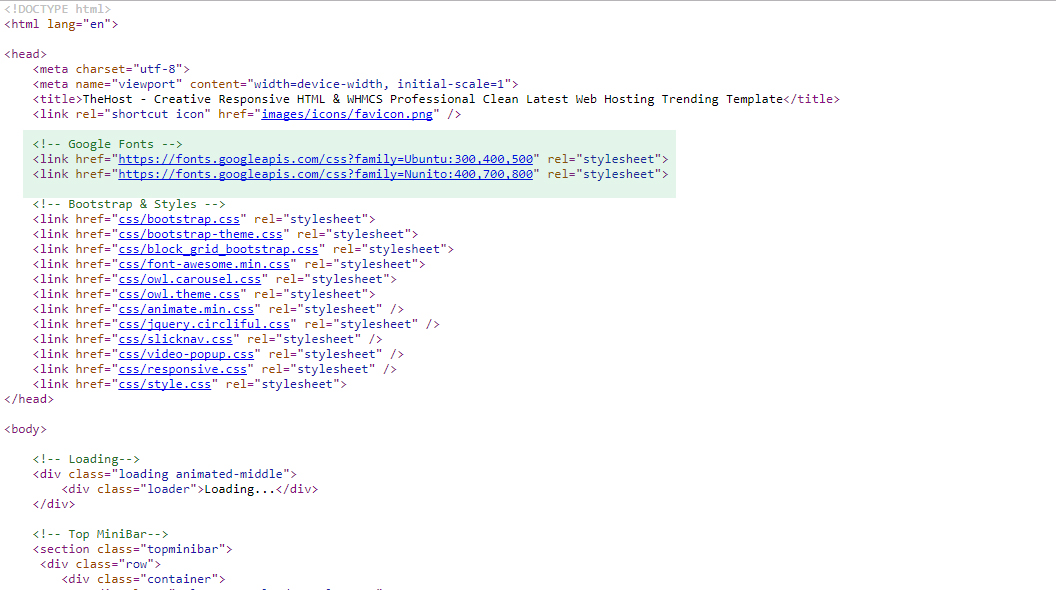 <!DOCTYPE html>
<html lang="en">
<head>
<meta charset="utf-8">
<meta name="viewport" content="width=device-width, initial-scale=1">
<title>TheHost - Creative Responsive HTML & WHMCS Professional Clean Latest Web Hosting Trending Template</title>
<link rel="shortcut icon" href="images/icons/favicon.png" />
<!-- Google Fonts -->
<link href="https://fonts.googleapis.com/css?family=Ubuntu:300,400,500" rel="stylesheet">
<link href="https://fonts.googleapis.com/css?family=Nunito:400,700,800" rel="stylesheet">
<!-- Bootstrap & Styles -->
<link href="css/bootstrap.css" rel="stylesheet">
<link href="css/bootstrap-theme.css" rel="stylesheet">
<link href="css/block_grid_bootstrap.css" rel="stylesheet">
<link href="css/font-awesome.min.css" rel="stylesheet">
<link href="css/owl.carousel.css" rel="stylesheet">
<link href="css/owl.theme.css" rel="stylesheet">
<link href="css/animate.min.css" rel="stylesheet" />
<link href="css/jquery.circliful.css" rel="stylesheet" />
<link href="css/slicknav.css" rel="stylesheet" />
<link href="css/video-popup.css" rel="stylesheet" />
<link href="css/responsive.css" rel="stylesheet" />
<link href="css/style.css" rel="stylesheet">
</head>
<body>
<!-- Loading-->
<div class="loading animated-middle">
<div class="loader">Loading...</div>
</div>
<!-- Top MiniBar-->
<section class="topminibar">
<div class="row">
<div class="container">